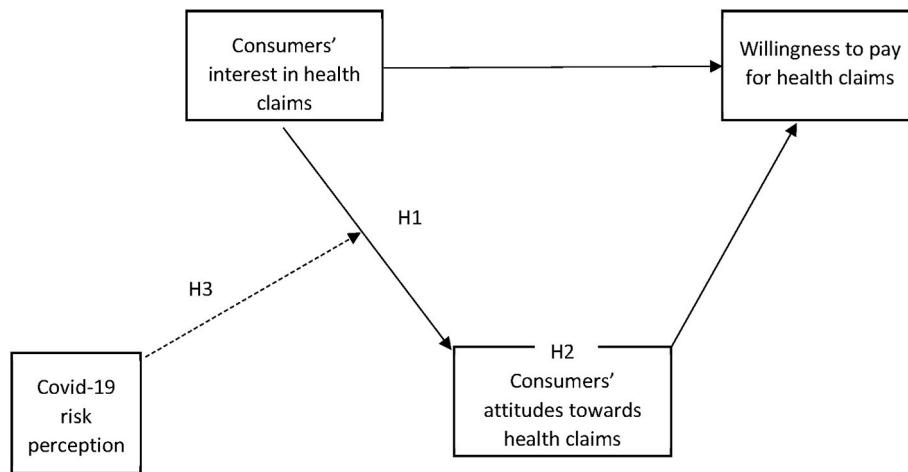 Consumers’
interest in health
claims
Willingness to pay
for health claims
H1
H3
H2
Consumers’
attitudes towards
health claims
Covid-19
risk
perception